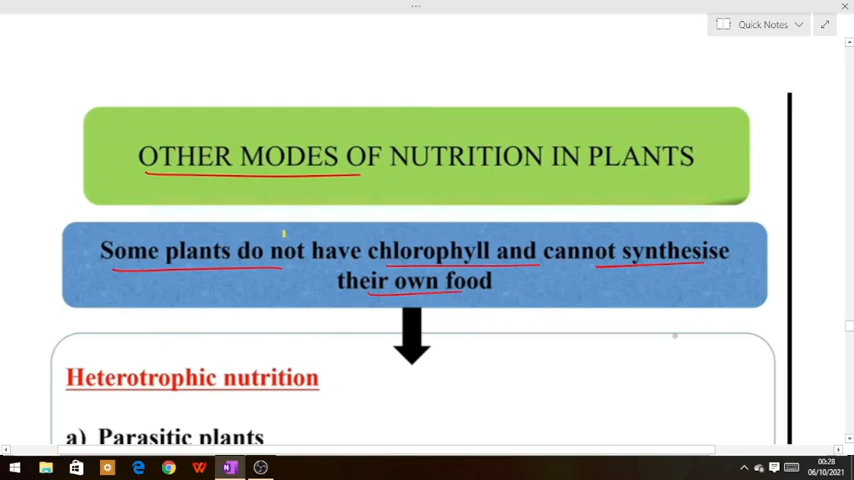 Quick Notes
OTHER MODES OF NUTRITION IN PLANTS
Some plants do not have chlorophyll and cannot synthesise
their own food
Heterotrophic nutrition
a) Parasitic plants
00:28
06/10/2021